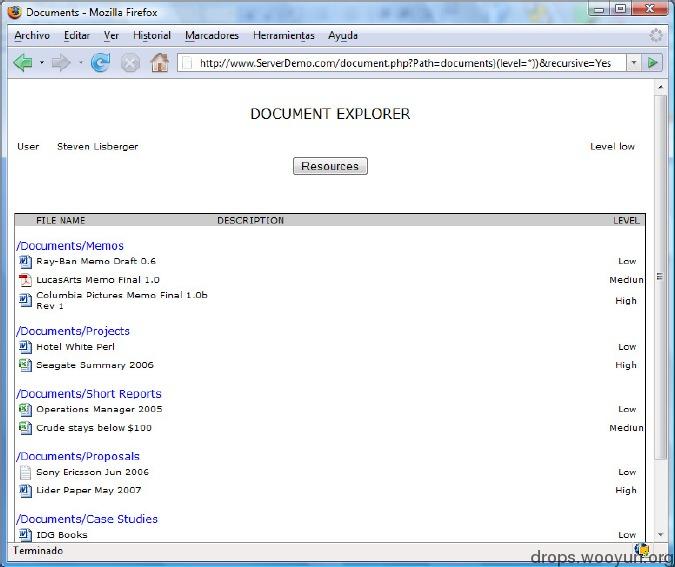 Documents - Mozilla Firefox
Archivo Editar Ver Historial Marcadores Herramientas Ayuda
http://www.ServerDemo.com/document.php?Path=documents)(level=*))&recursive=Yes
DOCUMENT EXPLORER
User Steven Lisberger Level low
Resources
FILE NAME DESCRIPTION LEVEL
/Documents/Memos
Ray-Ban Memo Draft 0.6 Low
LucasArts Memo Final 1.0 Medium
Columbia Pictures Memo Final 1.0b High
Rev 1
/Documents/Projects
Hotel White Perl Low
Seagate Summary 2006 High
/Documents/Short Reports
Operations Manager 2005 Low
Crude stays below $100 Medium
/Documents/Proposals
Sony Ericsson Jun 2006 Low
Lider Paper May 2007 High
/Documents/Case Studies
IDG Books Low
Terminado
drops.wooyun.org